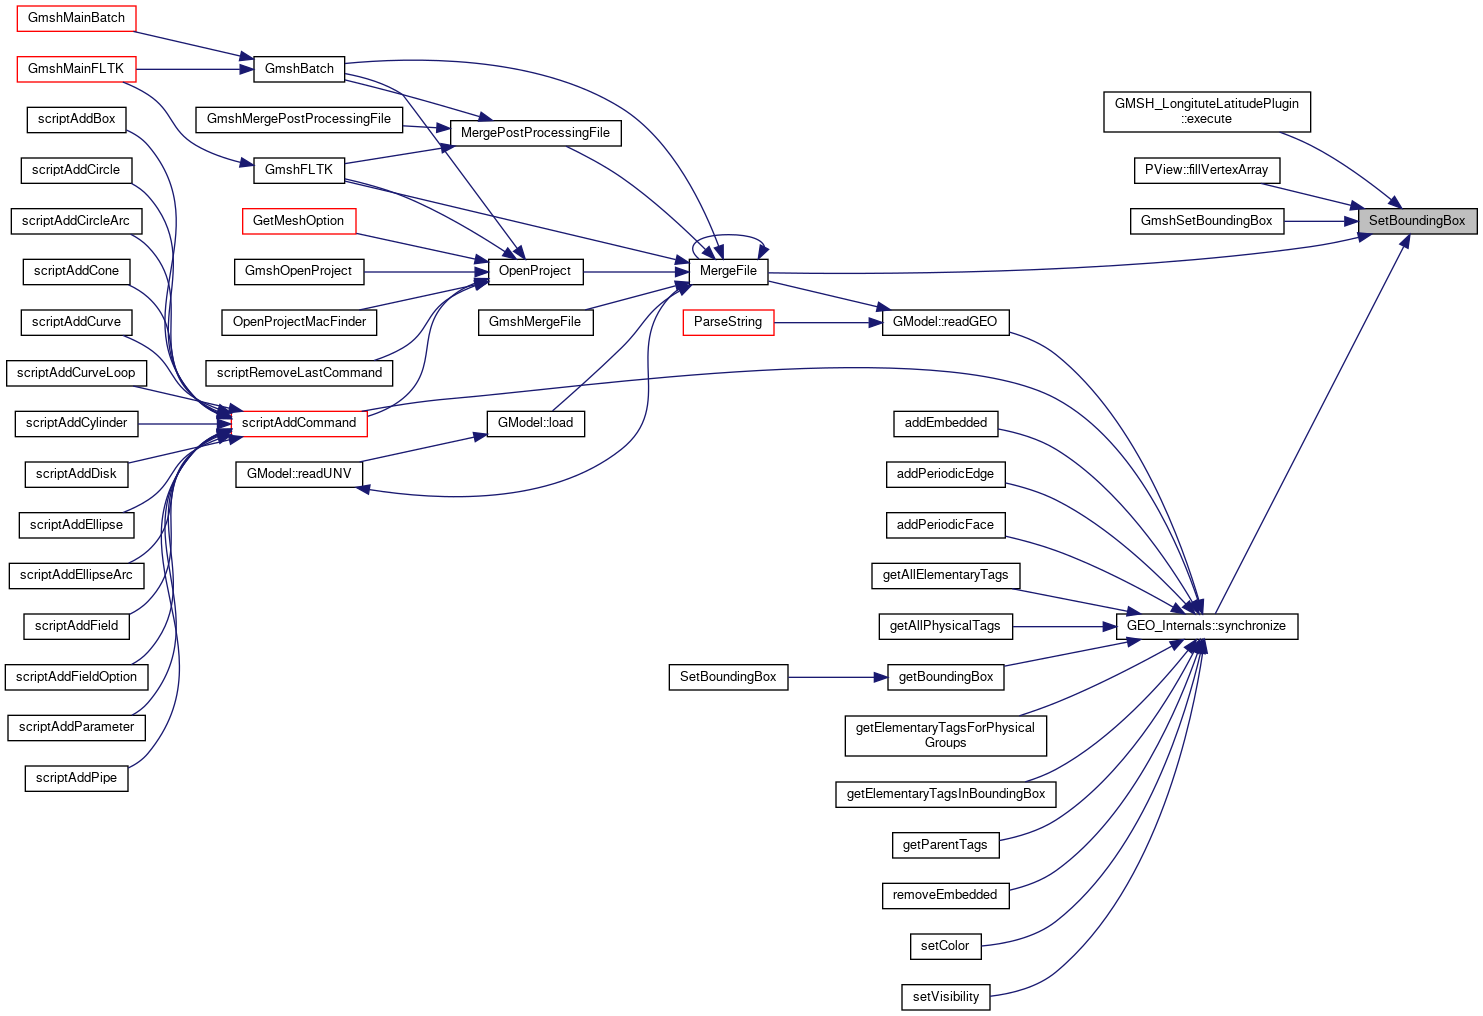 GmshMainBatch
GmshMainFLTK
scriptAddBox
scriptAddCircle
scriptAddCircleArc
scriptAddCone
scriptAddCurve
scriptAddCurveLoop
scriptAddCylinder
scriptAddDisk
scriptAddEllipse
scriptAddEllipseArc
scriptAddField
scriptAddFieldOption
scriptAddParameter
scriptAddPipe
GmshBatch
GmshMergePostProcessingFile
GmshFLTK
GetMeshOption
GmshOpenProject
OpenProjectMacFinder
scriptRemoveLastCommand
scriptAddCommand
GModel::readUNV
MergePostProcessingFile
OpenProject
GmshMergeFile
GModel::load
MergeFile
ParseString
SetBoundingBox
GModel::readGEO
addEmbedded
addPeriodicEdge
addPeriodicFace
getAllElementaryTags
getAllPhysicalTags
getBoundingBox
getElementaryTagsForPhysical
Groups
getElementaryTagsInBoundingBox
getParentTags
removeEmbedded
setColor
setVisibility
GMSH_LongituteLatitudePlugin
::execute
PView::fillVertexArray
GmshSetBoundingBox
GEO_Internals::synchronize
SetBoundingBox